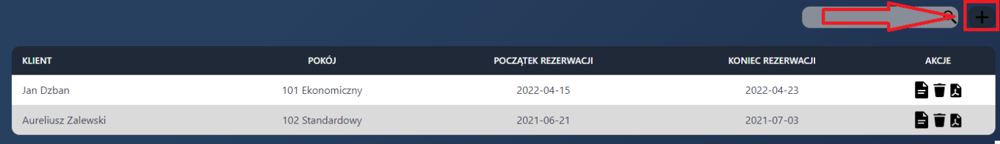 KLIENT POKÓJ POCZĄTEK REZERWACJI KONIEC REZERWACJI AKCJE
Jan Dzban 101 Ekonomiczny 2022-04-15 2022-04-23
Aureliusz Zalewski 102 Standardowy 2021-06-21 2021-07-03